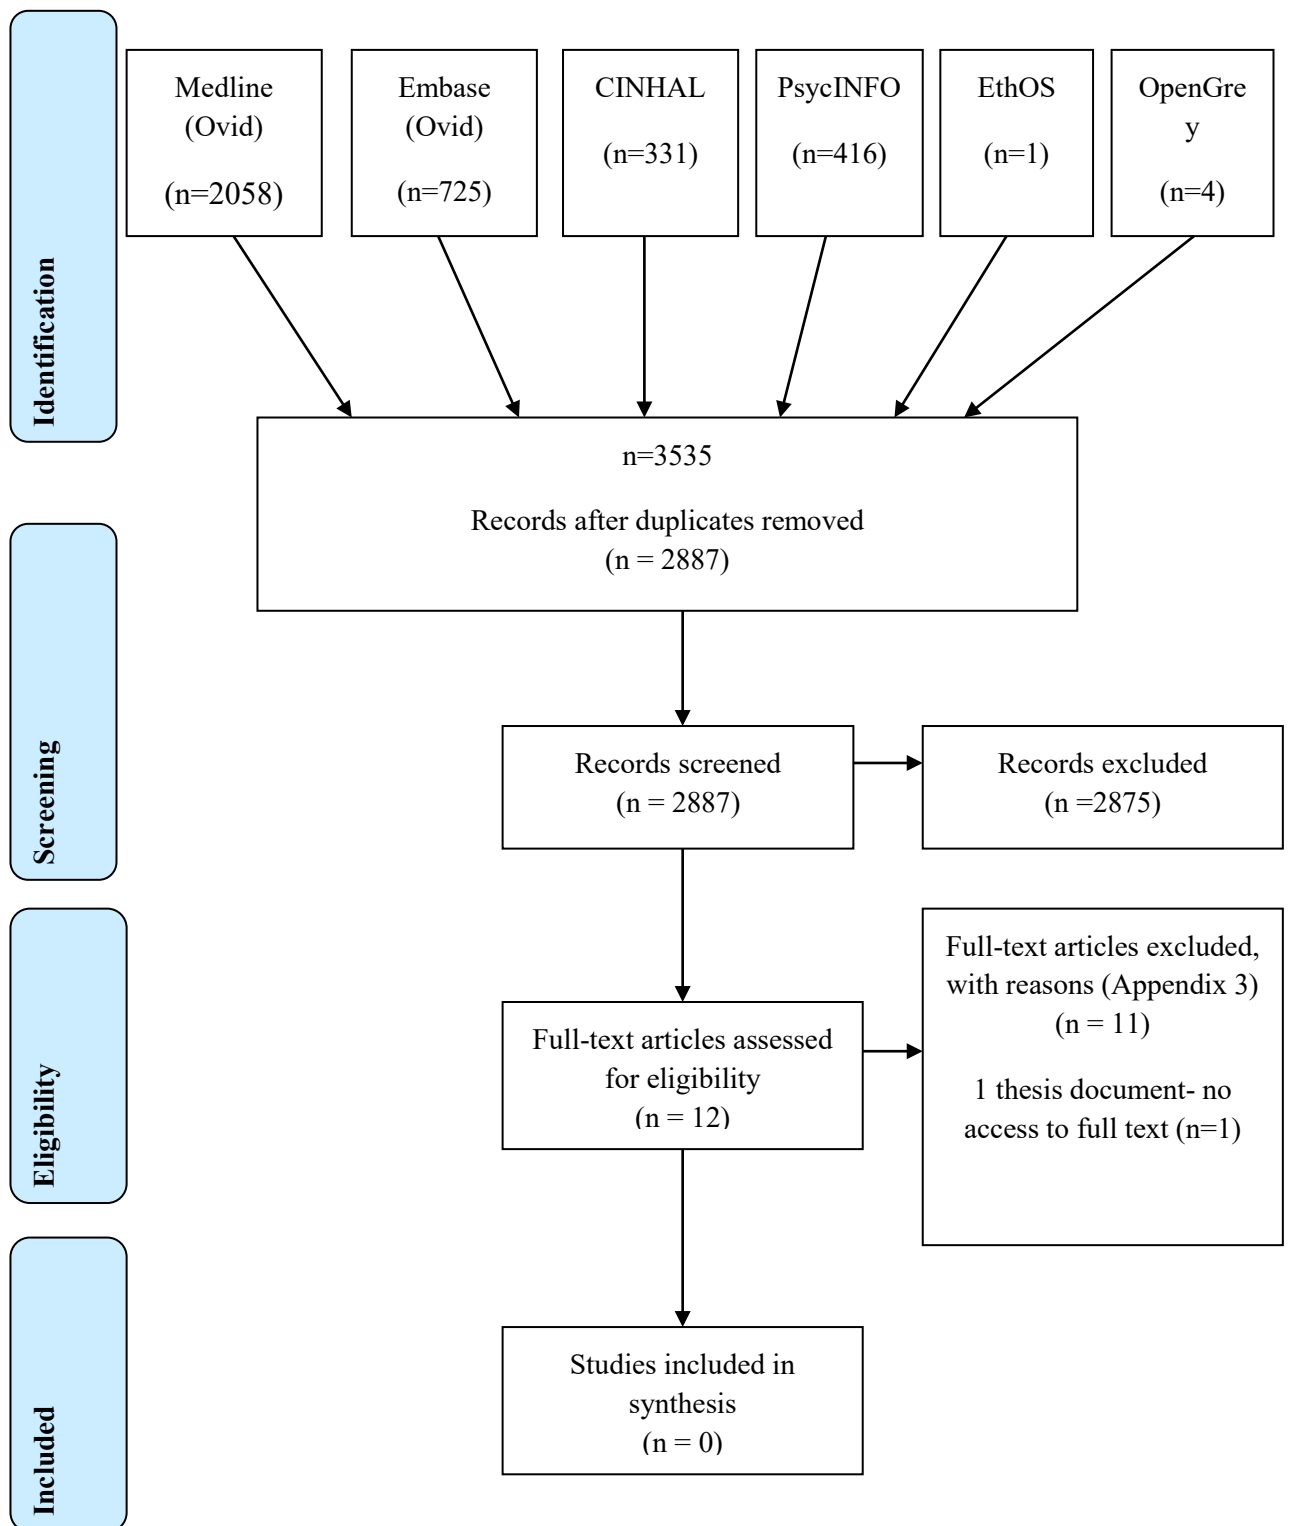 Identification
Medline
(Ovid)
(n=2058)
Embase
(Ovid)
(n=725)
CINHAL
(n=331)
PsycINFO
(n=416)
EthOS
(n=1)
OpenGre
y
(n=4)
n=3535
Records after duplicates removed
(n = 2887)
Screening
Records screened
(n = 2887)
Records excluded
(n =2875)
Eligibility
Full-text articles assessed
for eligibility
(n = 12)
Full-text articles excluded,
with reasons (Appendix 3)
(n = 11)
1 thesis document- no
access to full text (n=1)
Included
Studies included in
synthesis
(n = 0)